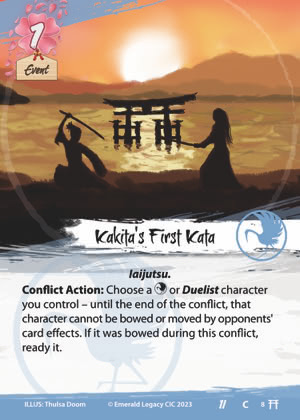 1
Event
Kakita's First Kata
Iaijutsu.
Conflict Action: Choose a or Duelist character
you control – until the end of the conflict, that
character cannot be bowed or moved by opponents'
card effects. If it was bowed during this conflict,
ready it.
ILLUS: Thulsa Doom © Emerald Legacy CIC 2023 C 8